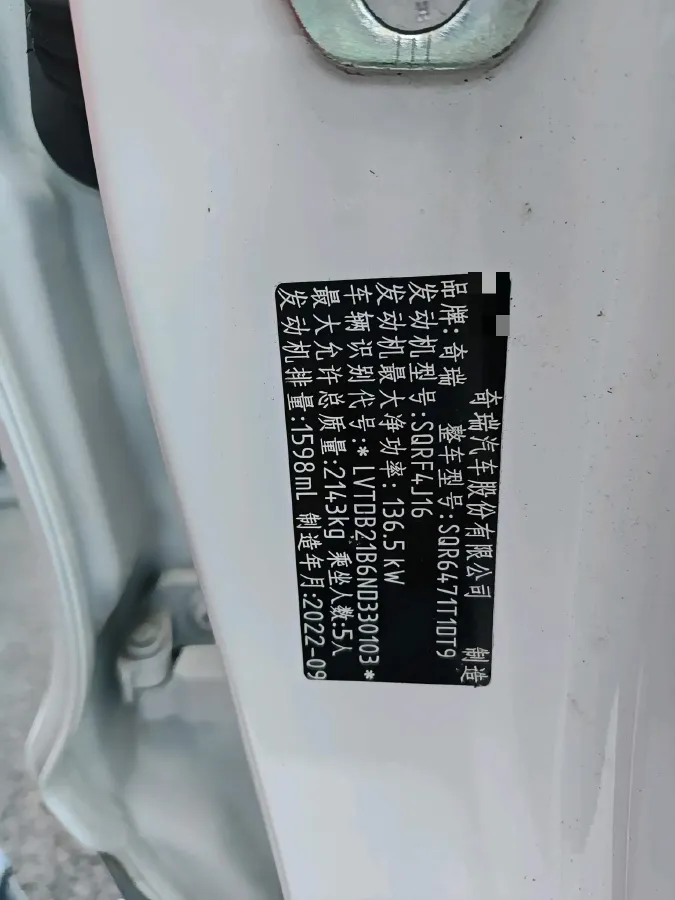 奇瑞汽车股份有限公司 制造
品牌:奇瑞 整车型号:SQR6471T1DT9
发动机型号:SQRF4J16
发动机最大净功率:136.5 kW
车辆识别代号:*LVTDB21B6ND330103*
最大允许总质量:2143kg 乘坐人数:5人
发动机排量:1598mL 制造年月:2022-09